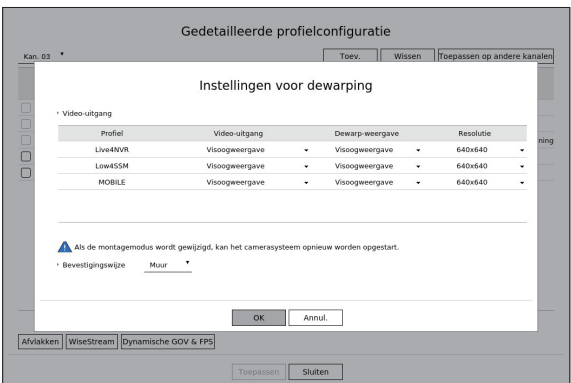 Gedetailleerde profielconfiguratie
Kan. 03
Toev. Wissen Toepassen op andere kanalen
Instellingen voor dewarping
Video-uitgang
Profiel Video-uitgang Dewarp-weergave Resolutie
Live4NVR Visoogweergave Visoogweergave 640x640
Low4SSM Visoogweergave Visoogweergave 640x640
MOBILE Visoogweergave Visoogweergave 640x640
ning
Als de montagemodus wordt gewijzigd, kan het camerasysteem opnieuw worden opgestart.
Bevestigingswijze Muur
OK Annul.
Afvlakken WiseStream Dynamische GOV & FPS
Toepassen Sluiten